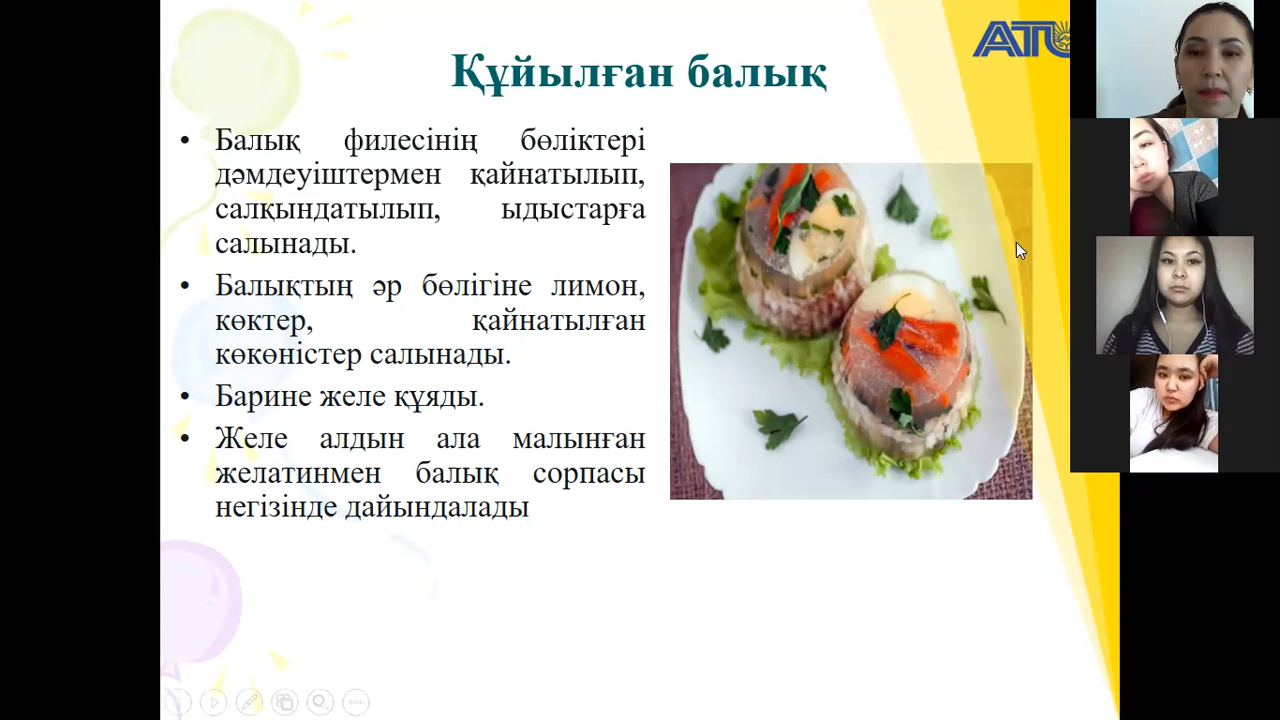 Құйылған балық
ATU
• Балық филесінің бөліктері
дәмдеуіштермен қайнатылып,
салқындатылып, ыдыстарға
салынады.
• Балықтың әр бөлігіне лимон,
көктер, қайнатылған
көкөністер салынады.
• Барине желе құяды.
• Желе алдын ала малынған
желатинмен балық сорпасы
негізінде дайындалады